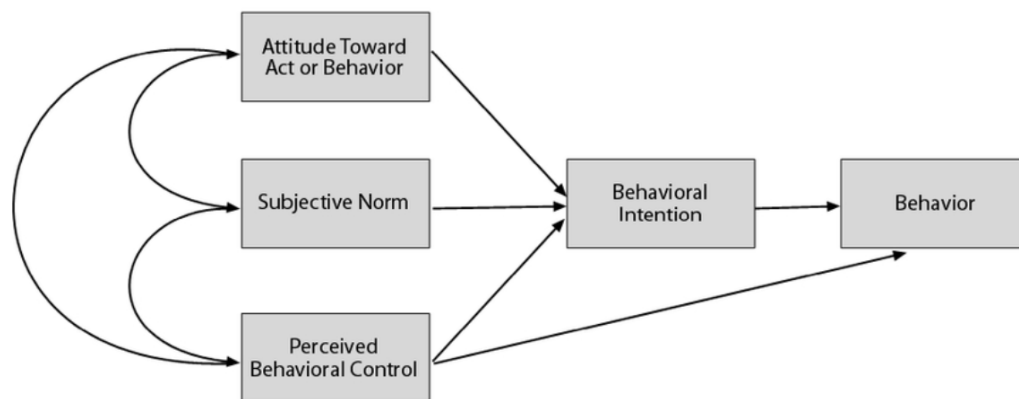 Attitude Toward
Act or Behavior
Subjective Norm
Behavioral
Intention
Behavior
Perceived
Behavioral Control